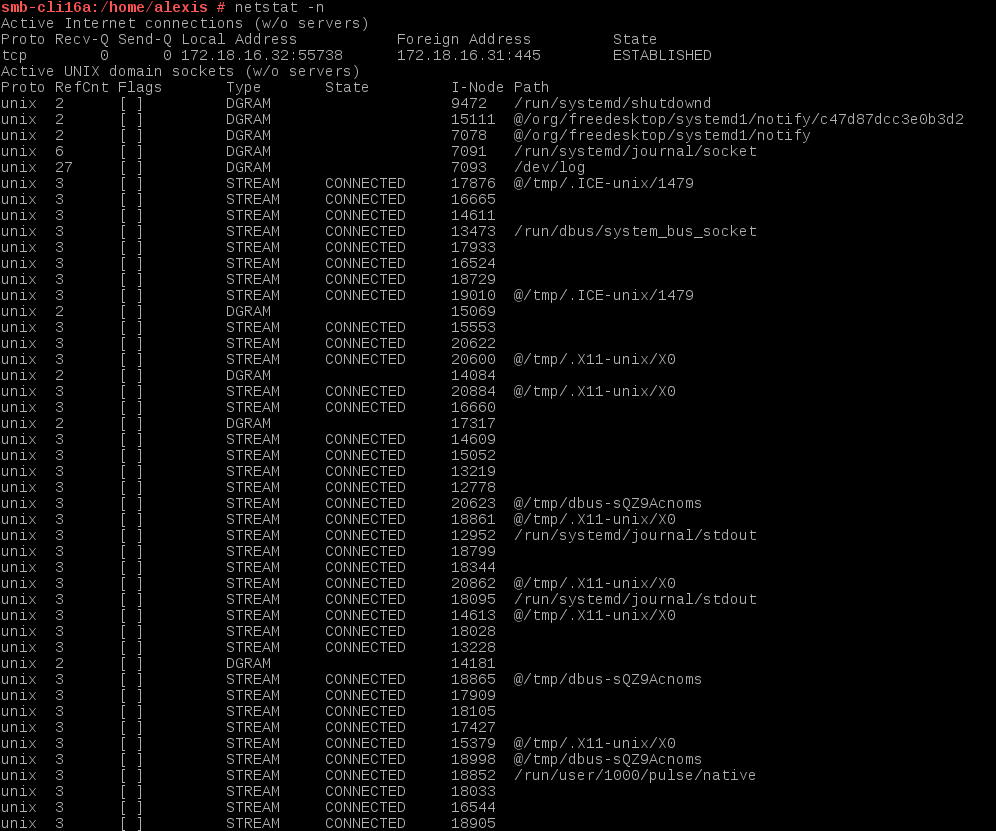 smb-cli16a:/home/alexis # netstat -n
Active Internet connections (w/o servers)
Proto Recv-Q Send-Q Local Address           Foreign Address         State
tcp        0      0 172.18.16.32:55738      172.18.16.31:445        ESTABLISHED
Active UNIX domain sockets (w/o servers)
Proto RefCnt Flags       Type       State         I-Node Path
unix  2      [ ]         DGRAM                    9472   /run/systemd/shutdownd
unix  2      [ ]         DGRAM                    15111  @/org/freedesktop/systemd1/notify/c47d87dcc3e0b3d2
unix  2      [ ]         DGRAM                    7078   @/org/freedesktop/systemd1/notify
unix  6      [ ]         DGRAM                    7091   /run/systemd/journal/socket
unix  27     [ ]         DGRAM                    7093   /dev/log
unix  3      [ ]         STREAM     CONNECTED     17876  @/tmp/.ICE-unix/1479
unix  3      [ ]         STREAM     CONNECTED     16665
unix  3      [ ]         STREAM     CONNECTED     14611
unix  3      [ ]         STREAM     CONNECTED     13473  /run/dbus/system_bus_socket
unix  3      [ ]         STREAM     CONNECTED     17933
unix  3      [ ]         STREAM     CONNECTED     16524
unix  3      [ ]         STREAM     CONNECTED     18729
unix  3      [ ]         STREAM     CONNECTED     19010  @/tmp/.ICE-unix/1479
unix  2      [ ]         DGRAM                    15069
unix  3      [ ]         STREAM     CONNECTED     15553
unix  3      [ ]         STREAM     CONNECTED     20622
unix  3      [ ]         STREAM     CONNECTED     20600  @/tmp/.X11-unix/X0
unix  2      [ ]         DGRAM                    14084
unix  3      [ ]         STREAM     CONNECTED     20884  @/tmp/.X11-unix/X0
unix  3      [ ]         STREAM     CONNECTED     16660
unix  2      [ ]         DGRAM                    17317
unix  3      [ ]         STREAM     CONNECTED     14609
unix  3      [ ]         STREAM     CONNECTED     15052
unix  3      [ ]         STREAM     CONNECTED     13219
unix  3      [ ]         STREAM     CONNECTED     12778
unix  3      [ ]         STREAM     CONNECTED     20623  @/tmp/dbus-sQZ9Acnoms
unix  3      [ ]         STREAM     CONNECTED     18861  @/tmp/.X11-unix/X0
unix  3      [ ]         STREAM     CONNECTED     12952  /run/systemd/journal/stdout
unix  3      [ ]         STREAM     CONNECTED     18799
unix  3      [ ]         STREAM     CONNECTED     18344
unix  3      [ ]         STREAM     CONNECTED     20862  @/tmp/.X11-unix/X0
unix  3      [ ]         STREAM     CONNECTED     18095  /run/systemd/journal/stdout
unix  3      [ ]         STREAM     CONNECTED     14613  @/tmp/.X11-unix/X0
unix  3      [ ]         STREAM     CONNECTED     18028
unix  3      [ ]         STREAM     CONNECTED     13228
unix  2      [ ]         DGRAM                    14181
unix  3      [ ]         STREAM     CONNECTED     18865  @/tmp/dbus-sQZ9Acnoms
unix  3      [ ]         STREAM     CONNECTED     17909
unix  3      [ ]         STREAM     CONNECTED     18105
unix  3      [ ]         STREAM     CONNECTED     17427
unix  3      [ ]         STREAM     CONNECTED     15379  @/tmp/.X11-unix/X0
unix  3      [ ]         STREAM     CONNECTED     18998  @/tmp/dbus-sQZ9Acnoms
unix  3      [ ]         STREAM     CONNECTED     18852  /run/user/1000/pulse/native
unix  3      [ ]         STREAM     CONNECTED     18033
unix  3      [ ]         STREAM     CONNECTED     16544
unix  3      [ ]         STREAM     CONNECTED     18905